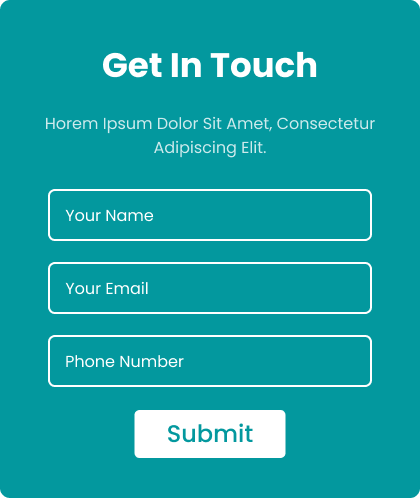 Get In Touch
Horem Ipsum Dolor Sit Amet, Consectetur
Adipiscing Elit.
Your Name
Your Email
Phone Number
Submit